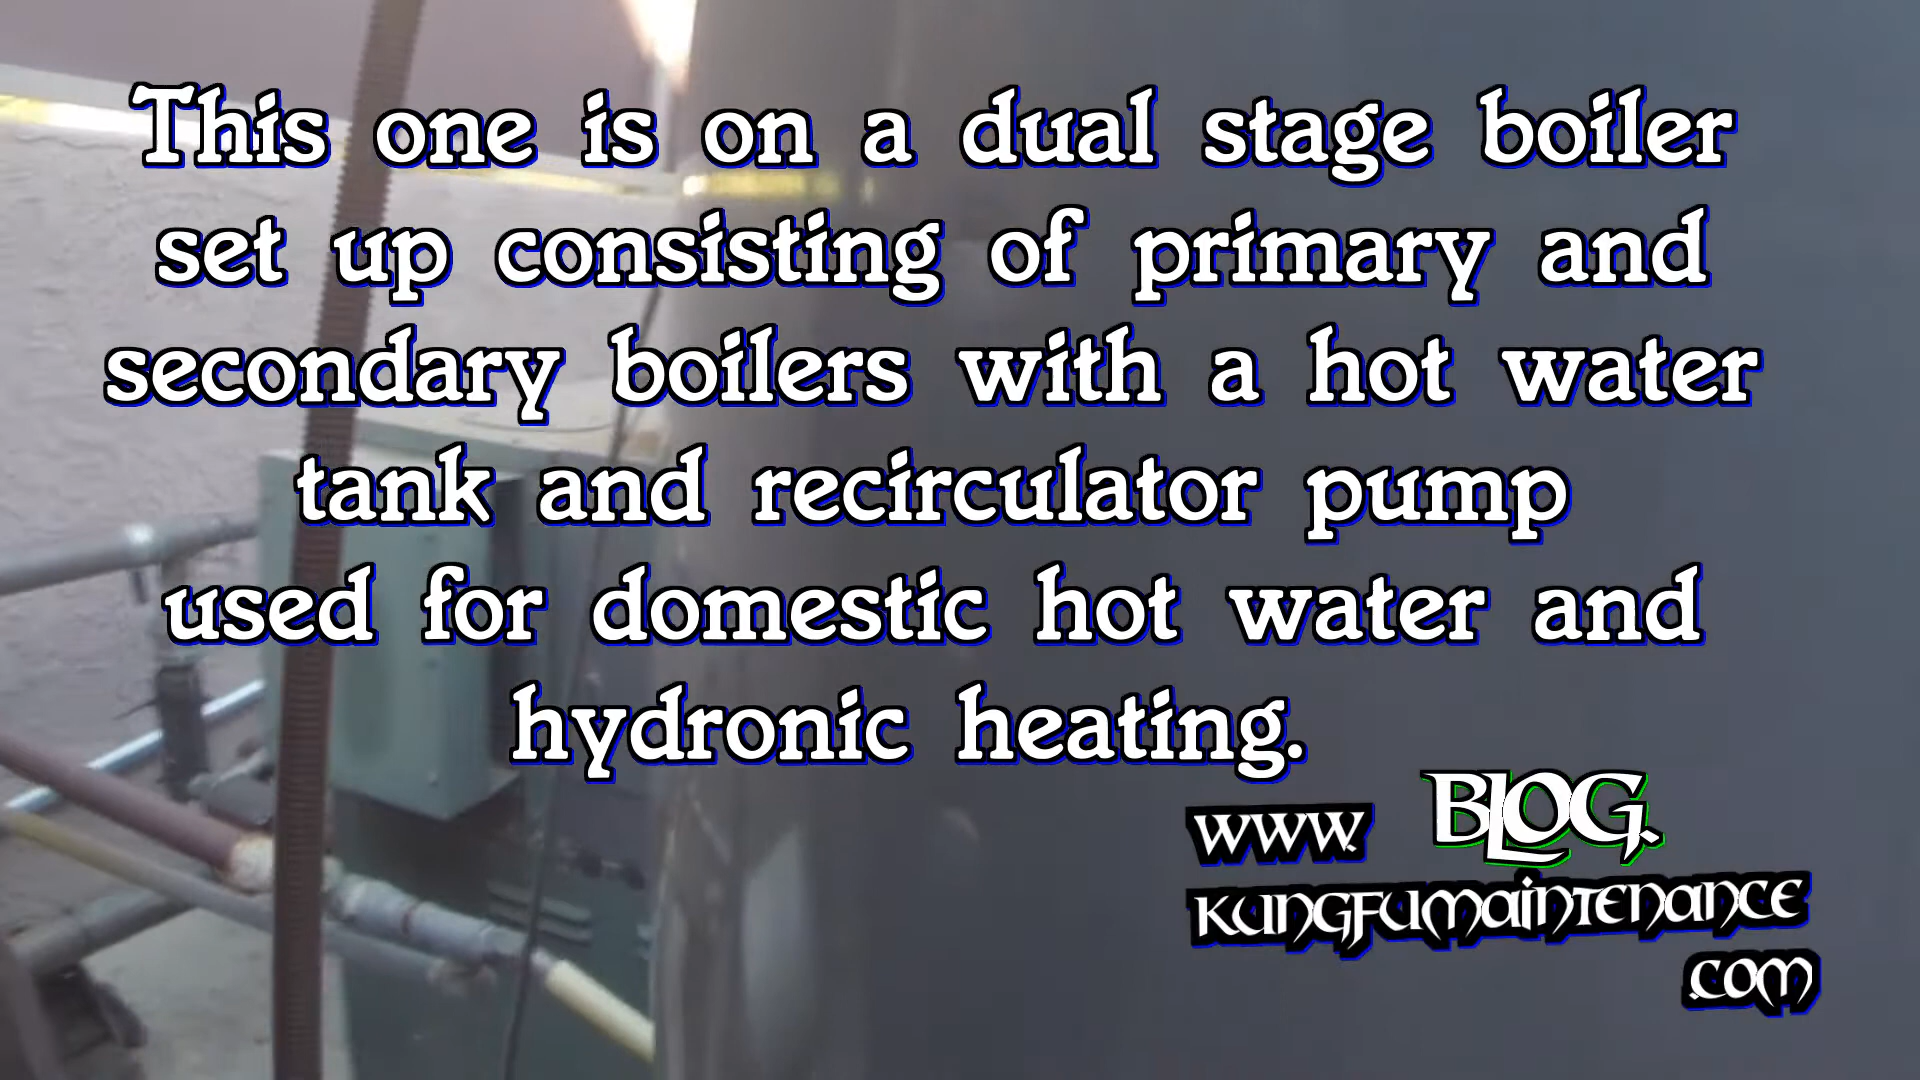 This one is on a dual stage boiler
set up consisting of primary and
secondary boilers with a hot water
tank and recirculator pump
used for domestic hot water and
hydronic heating.
www. BLOG.
KUNGFUMAINTENANCE
.COM